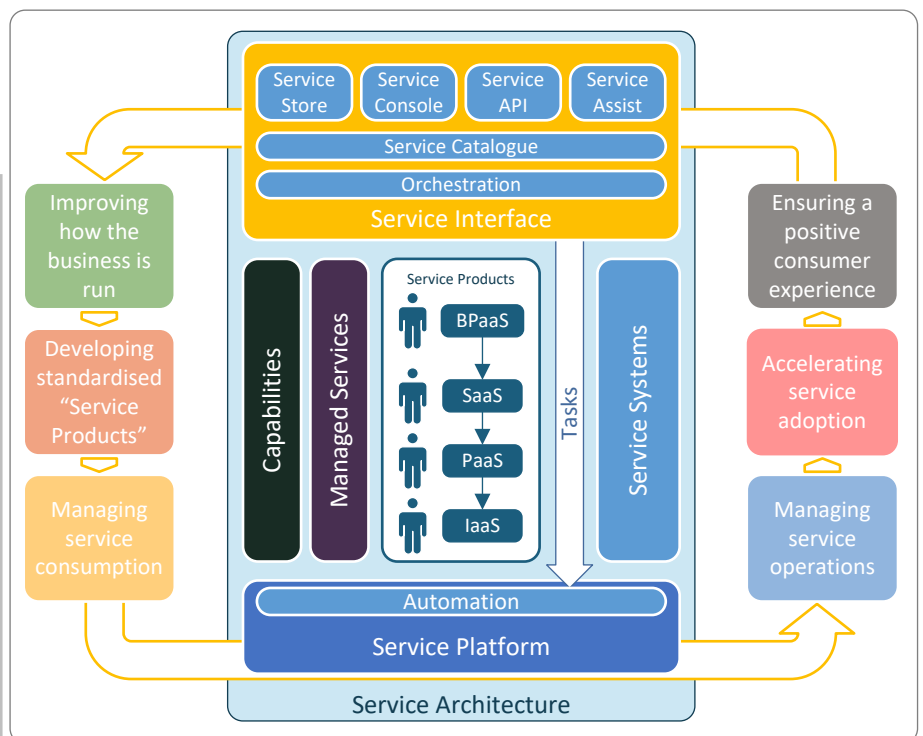 Service
Store
Service
Console
Service
API
Service
Assist
Service Catalogue
Orchestration
Service Interface
Improving
how the
business is
run
Developing
standardised
“Service
Products”
Managing
service
consumption
Capabilities
Managed Services
Service Products
BPaaS
SaaS
PaaS
IaaS
Tasks
Service Systems
Ensuring a
positive
consumer
experience
Accelerating
service
adoption
Managing
service
operations
Automation
Service Platform
Service Architecture